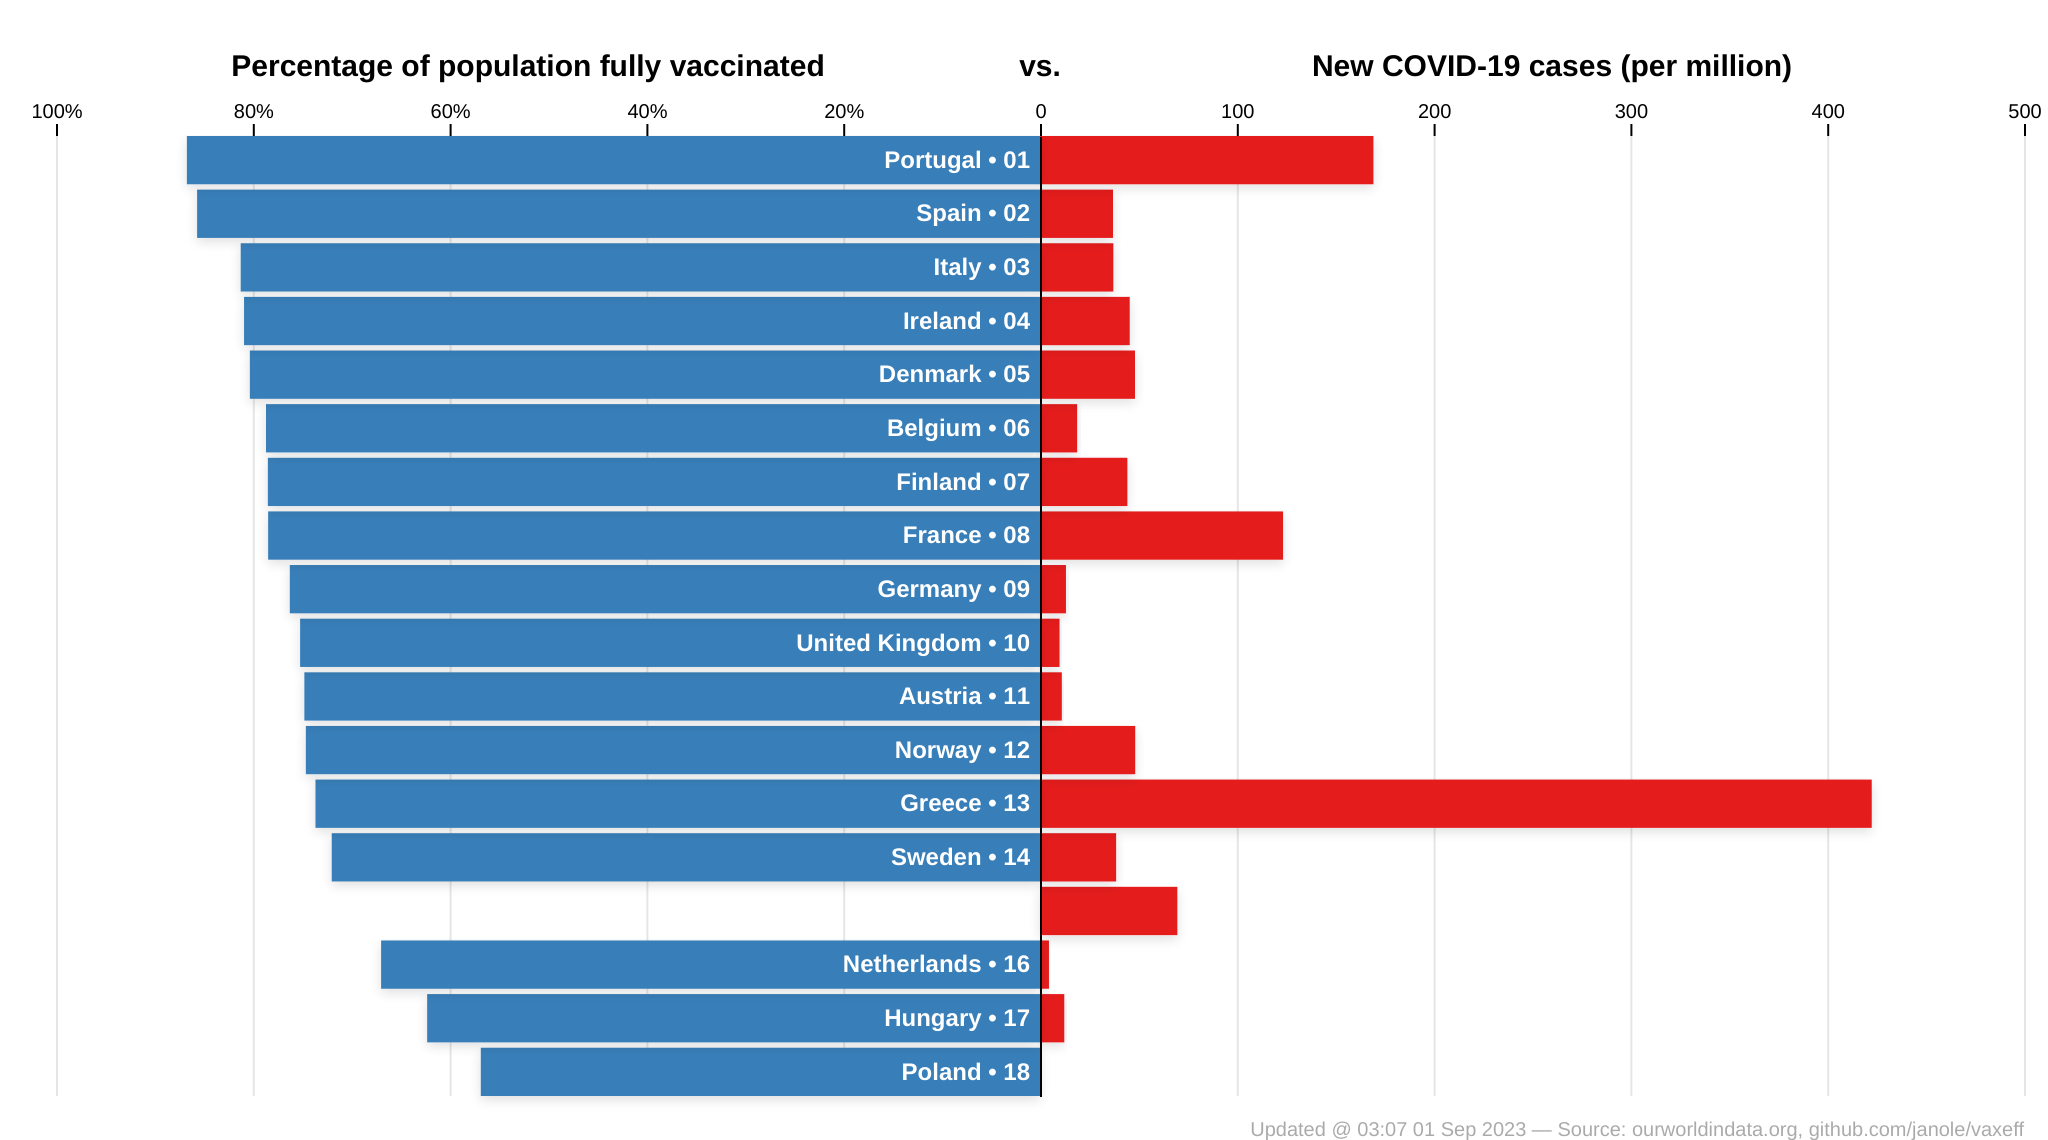 Percentage of population fully vaccinated vs. New COVID-19 cases (per million)
100% 80% 60% 40% 20% 0 100 200 300 400 500
Portugal • 01
Spain • 02
Italy • 03
Ireland • 04
Denmark • 05
Belgium • 06
Finland • 07
France • 08
Germany • 09
United Kingdom • 10
Austria • 11
Norway • 12
Greece • 13
Sweden • 14
Netherlands • 16
Hungary • 17
Poland • 18
Updated @ 03:07 01 Sep 2023 — Source: ourworldindata.org, github.com/janole/vaxeff